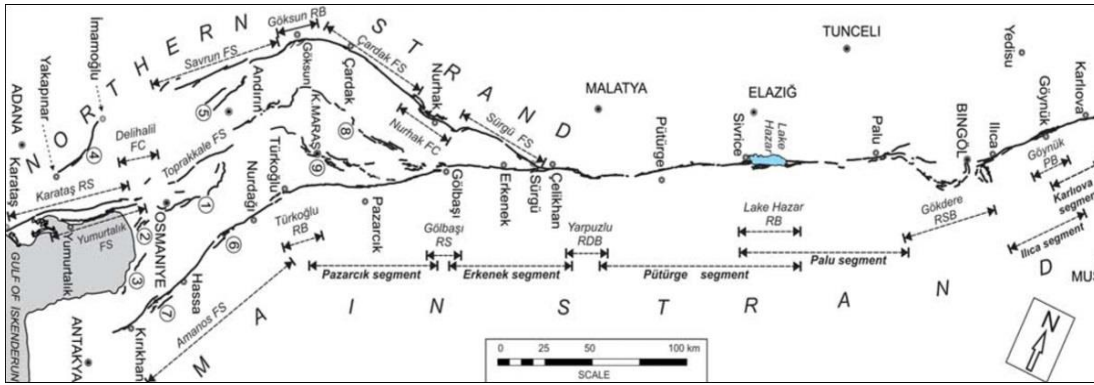 NORTHERN STRAND
MAIN STRAND
ADANA
Karataş
Yakapınar
İmamoğlu
Delihalil FC
Karataş RS
Savrun FS
Göksun RB
Göksun
Çardak FS
Çardak
Andırın
K.MARAŞ
Toprakkale FS
Nurhak
Nurhak FC
Sürgü FS
MALATYA
ELAZIĞ
TUNCELI
Yedisu
Göynük
Karlıova
Yumurtalık
Yumurtalık FS
OSMANIYE
Nurdağı
Türkoğlu
Türkoğlu RB
Pazarcık
Gölbaşı
Gölbaşı RS
Erkenek
Sürgü
Çelikhan
Yarpuzlu RDB
Pütürge
Sivrice
Lake Hazar
Lake Hazar RB
Palu
BINGÖL
Ilıca
Göynük PB
Gökdere RSB
Karlıova segment
Ilıca segment
Palu segment
Pütürge segment
Erkenek segment
Pazarcık segment
Amanos FS
Hassa
Kırıkhan
ANTAKYA
GULF OF İSKENDERUN
MUŞ
1
2
3
4
5
6
7
8
9
N
0 25 50 100 km
SCALE